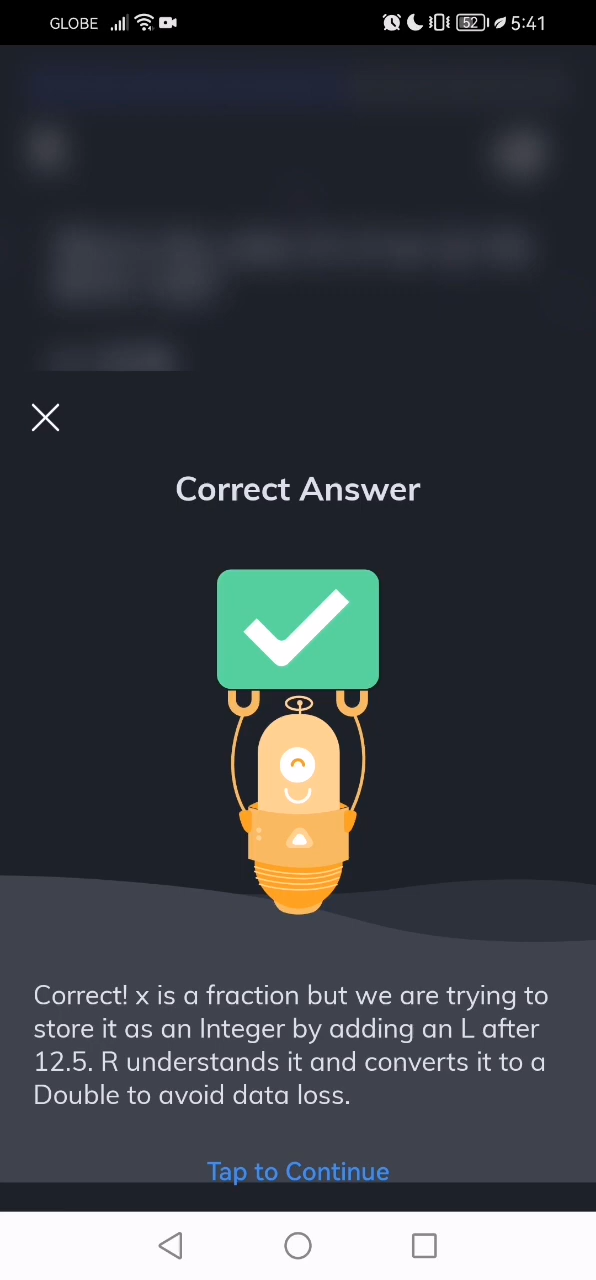 GLOBE 52 5:41
Correct Answer
Correct! x is a fraction but we are trying to
store it as an Integer by adding an L after
12.5. R understands it and converts it to a
Double to avoid data loss.
Tap to Continue